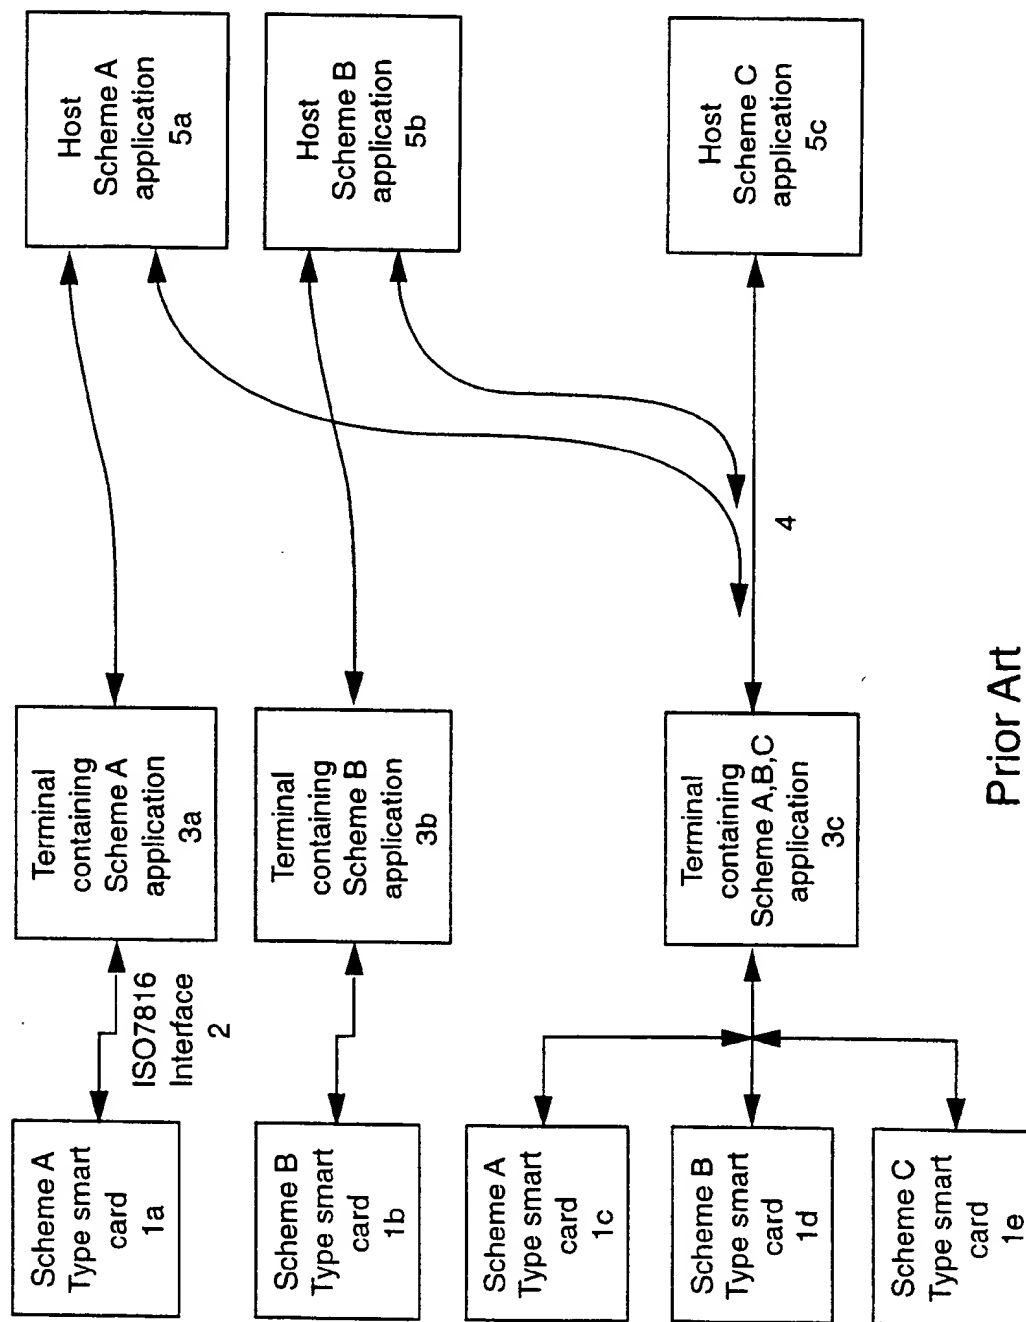 Scheme A
Type smart
card
1a
ISO7816
Interface
2
Terminal
containing
Scheme A
application
3a
Host
Scheme A
application
5a
Scheme B
Type smart
card
1b
Terminal
containing
Scheme B
application
3b
Host
Scheme B
application
5b
Scheme A
Type smart
card
1c
Scheme B
Type smart
card
1d
Scheme C
Type smart
card
1e
Terminal
containing
Scheme A,B,C
application
3c
4
Host
Scheme C
application
5c
Prior Art